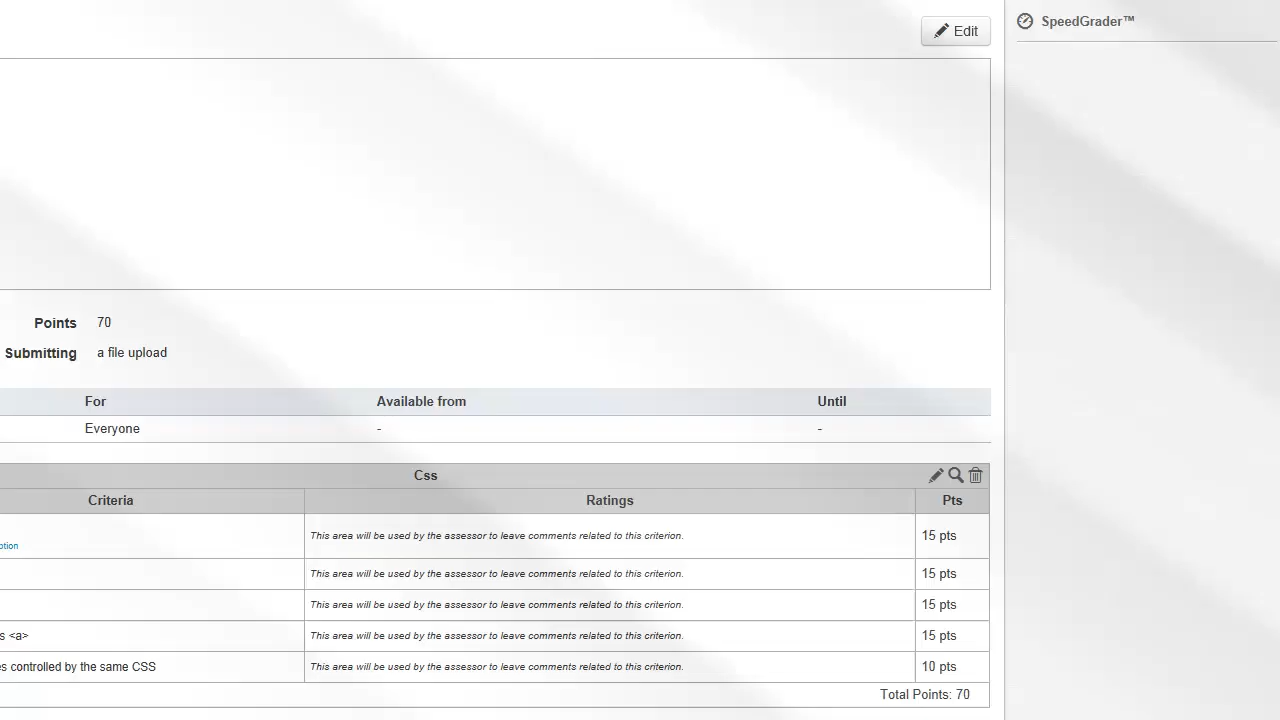 SpeedGrader™
Edit
Points 70
Submitting a file upload
For Available from Until
Everyone - -
Css
Criteria Ratings Pts
This area will be used by the assessor to leave comments related to this criterion. 15 pts
This area will be used by the assessor to leave comments related to this criterion. 15 pts
This area will be used by the assessor to leave comments related to this criterion. 15 pts
<a> This area will be used by the assessor to leave comments related to this criterion. 15 pts
controlled by the same CSS This area will be used by the assessor to leave comments related to this criterion. 10 pts
Total Points: 70